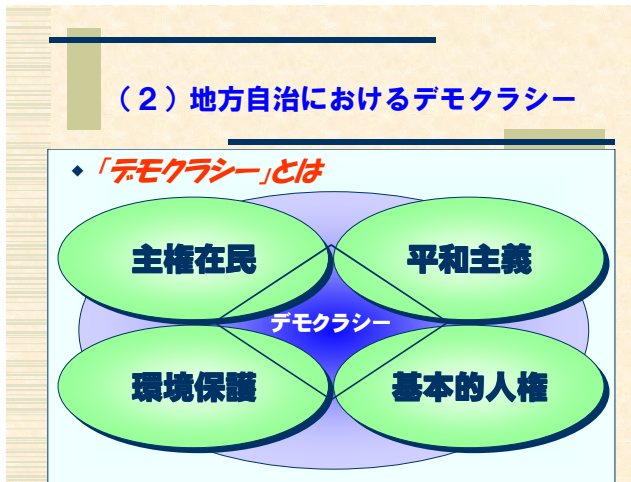 （２）地方自治におけるデモクラシー
「デモクラシー」とは
主権在民
平和主義
デモクラシー
環境保護
基本的人権